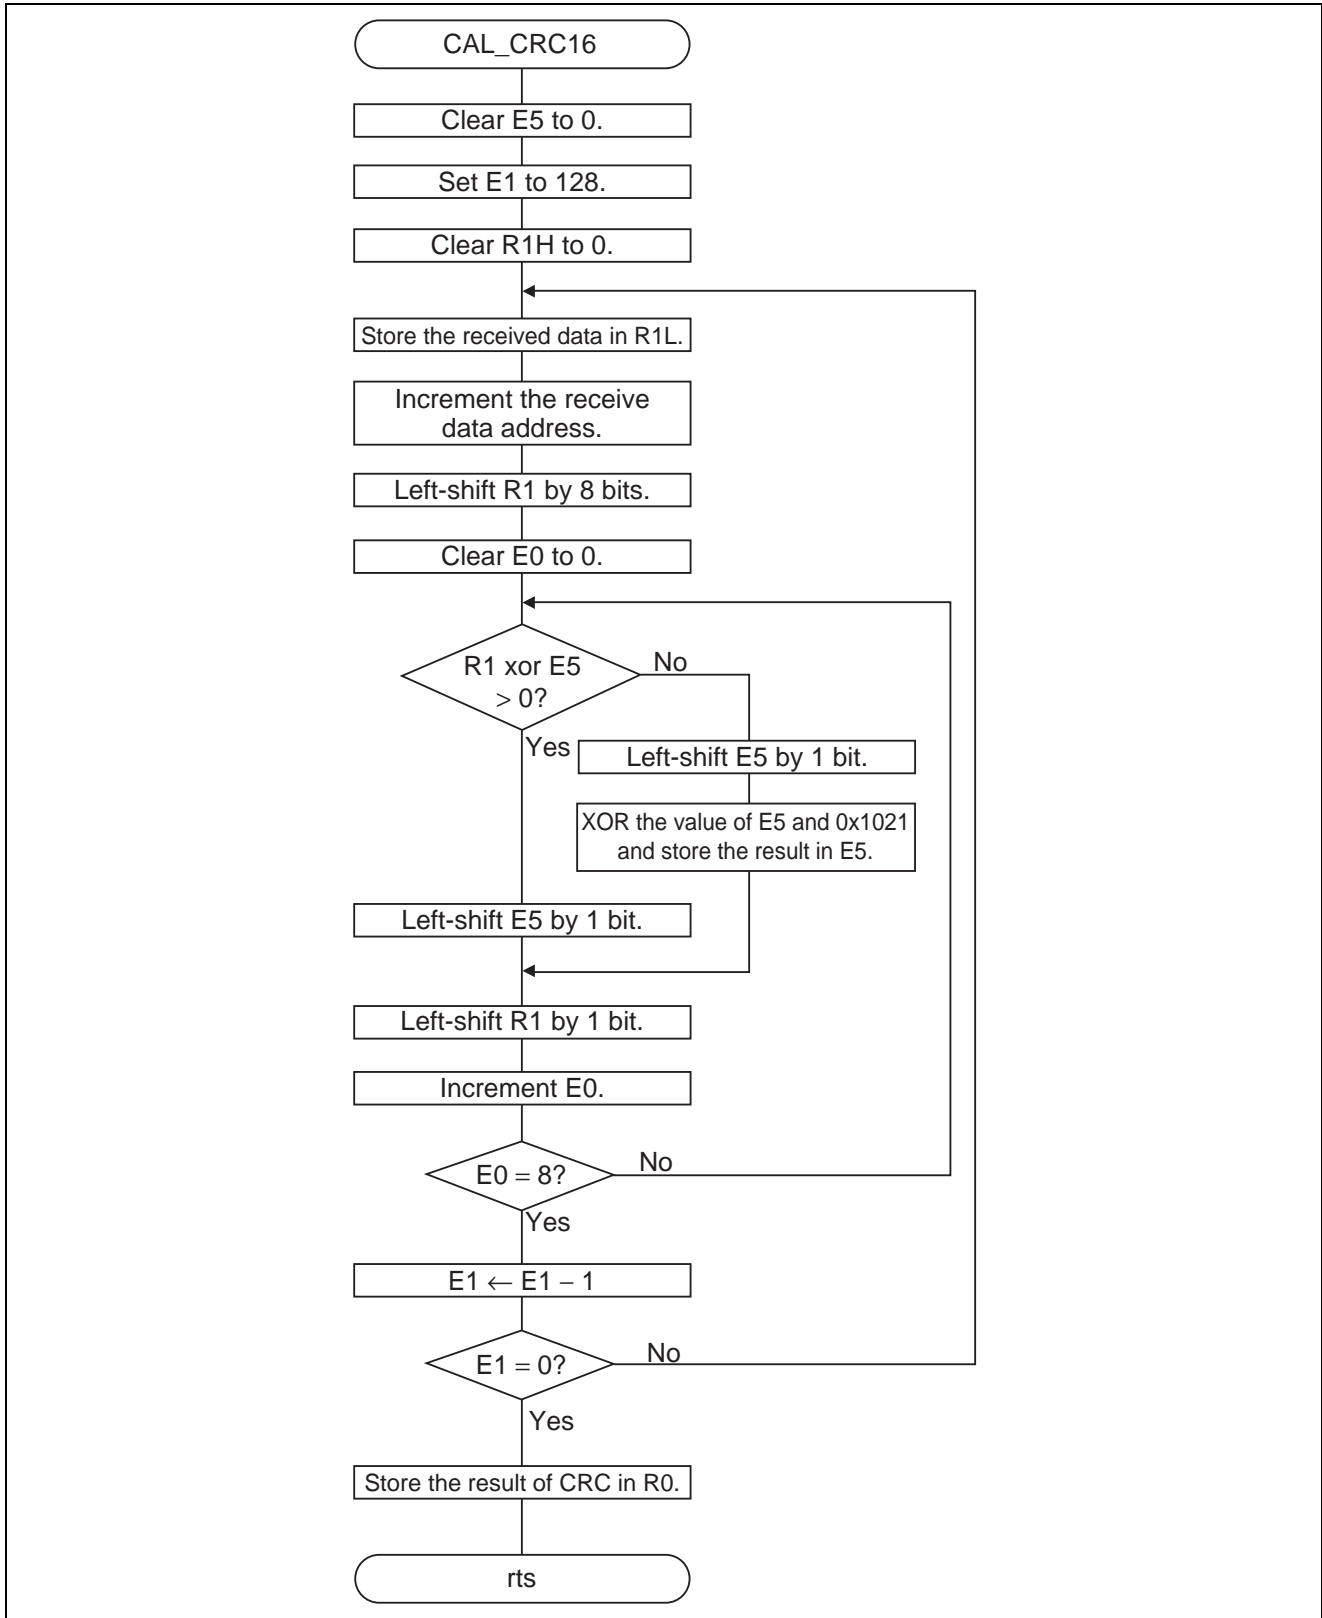 CAL_CRC16
Clear E5 to 0.
Set E1 to 128.
Clear R1H to 0.
Store the received data in R1L.
Increment the receive
data address.
Left-shift R1 by 8 bits.
Clear E0 to 0.
R1 xor E5
> 0?
No
Yes
Left-shift E5 by 1 bit.
XOR the value of E5 and 0x1021
and store the result in E5.
Left-shift E5 by 1 bit.
Left-shift R1 by 1 bit.
Increment E0.
E0 = 8?
No
Yes
E1 ← E1 − 1
E1 = 0?
No
Yes
Store the result of CRC in R0.
rts